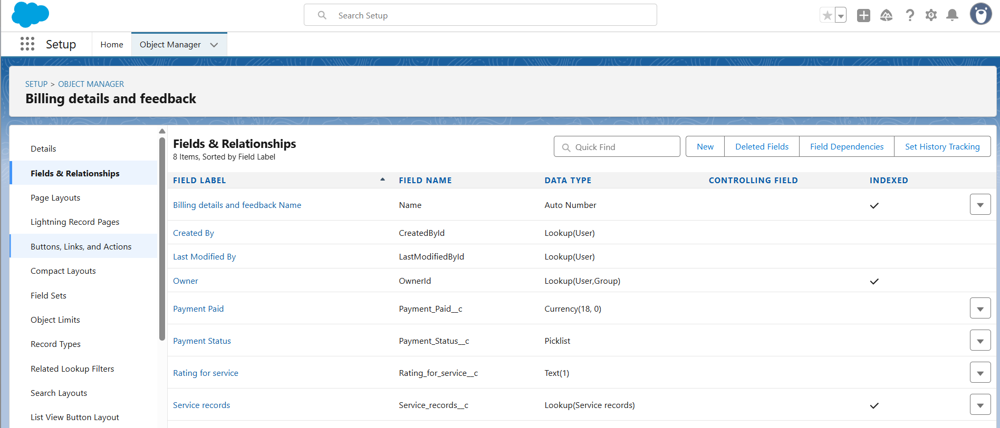 Search Setup
Setup
Home
Object Manager
SETUP > OBJECT MANAGER
Billing details and feedback
Details
Fields & Relationships
Page Layouts
Lightning Record Pages
Buttons, Links, and Actions
Compact Layouts
Field Sets
Object Limits
Record Types
Related Lookup Filters
Search Layouts
List View Button Layout
Fields & Relationships
8 Items, Sorted by Field Label
Quick Find
New
Deleted Fields
Field Dependencies
Set History Tracking
FIELD LABEL FIELD NAME DATA TYPE CONTROLLING FIELD INDEXED
Billing details and feedback Name Name Auto Number
Created By CreatedById Lookup(User)
Last Modified By LastModifiedById Lookup(User)
Owner OwnerId Lookup(User,Group)
Payment Paid Payment_Paid__c Currency(18, 0)
Payment Status Payment_Status__c Picklist
Rating for service Rating_for_service__c Text(1)
Service records Service_records__c Lookup(Service records)